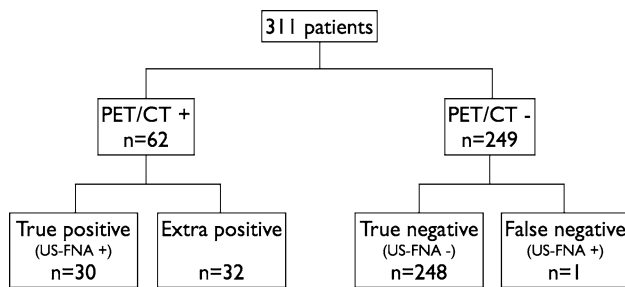 311 patients
PET/CT +
n=62
PET/CT -
n=249
True positive
(US-FNA +)
n=30
Extra positive
n=32
True negative
(US-FNA -)
n=248
False negative
(US-FNA +)
n=1